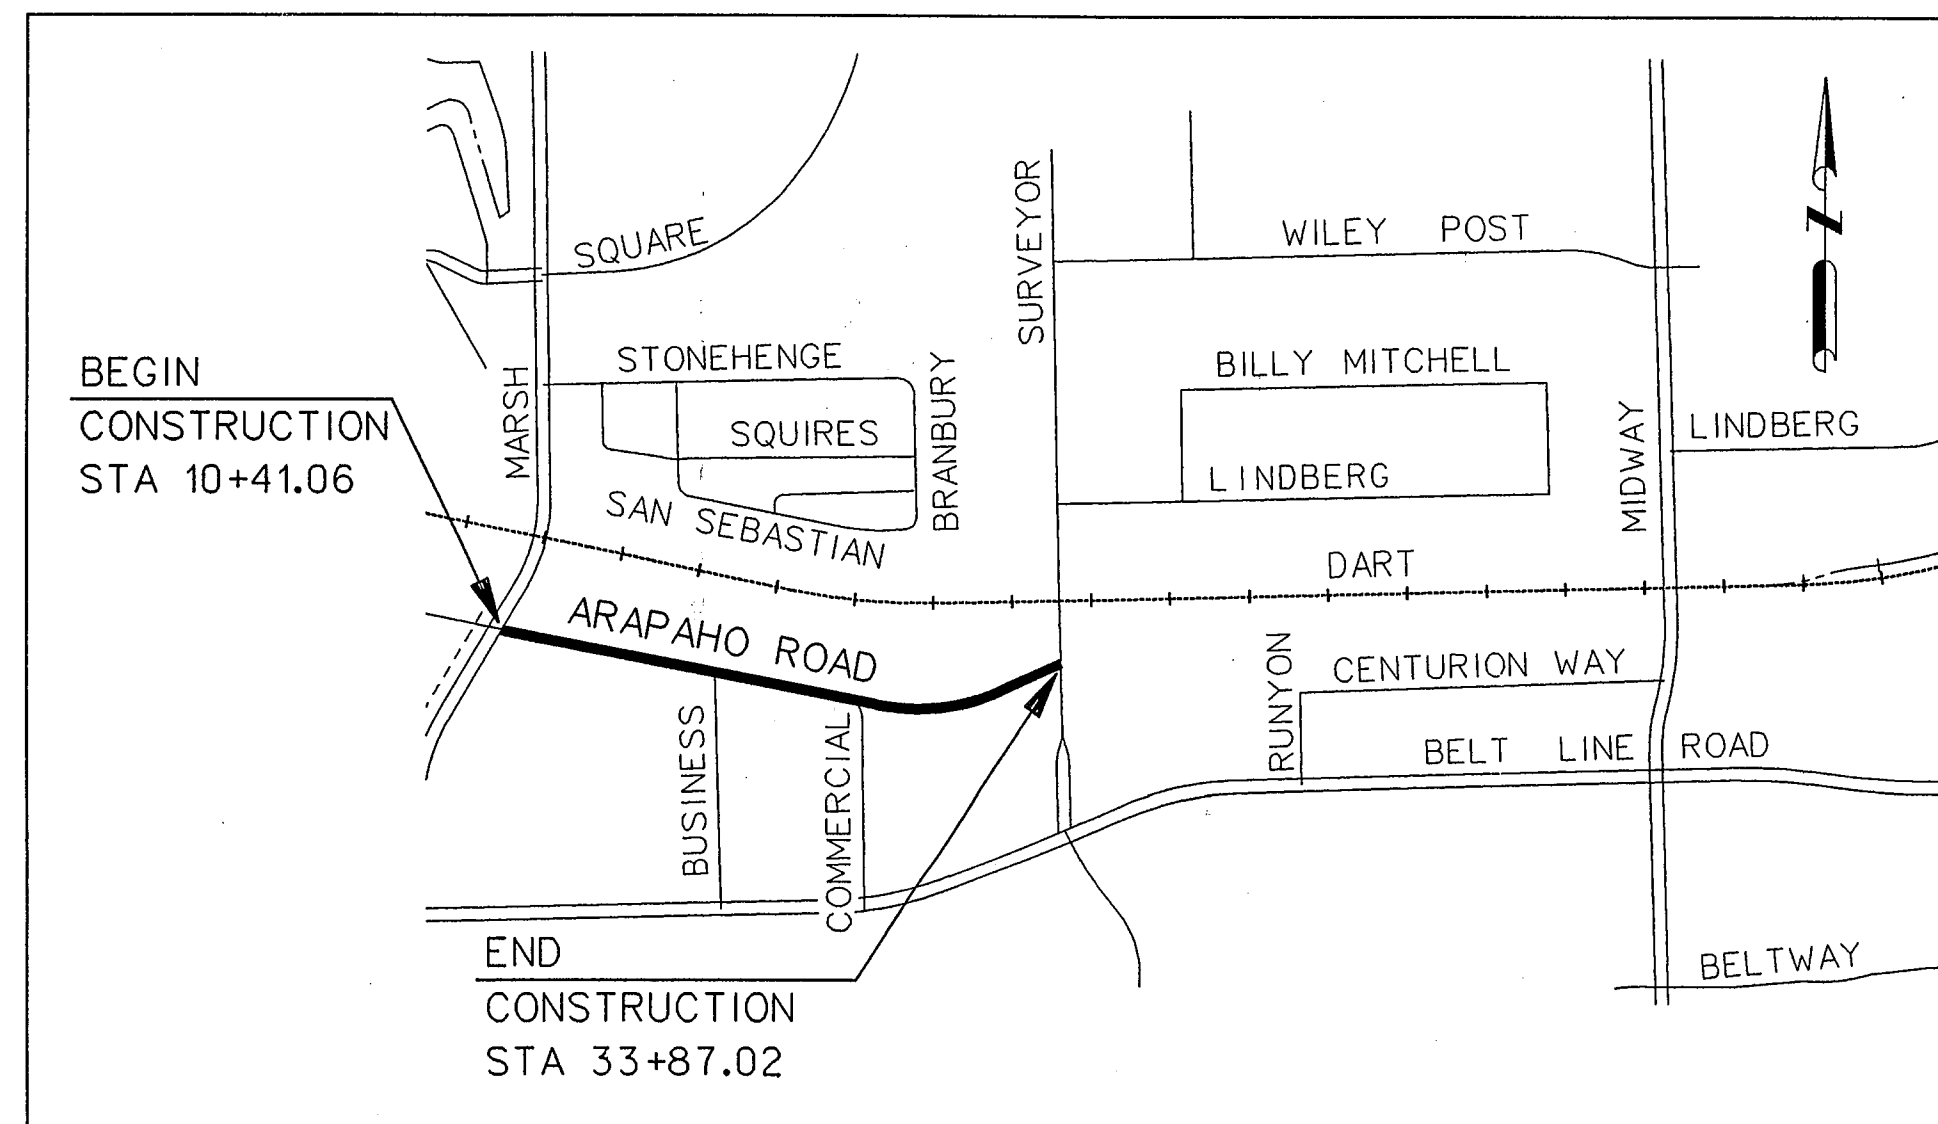 SQUARE
SURVEYOR
WILEY POST
N
BEGIN
CONSTRUCTION
STA 10+41.06
MARSH
STONEHENGE
SQUIRES
BRANBURY
SAN SEBASTIAN
BILLY MITCHELL
LINDBERG
MIDWAY
LINDBERG
DART
ARAPAHO ROAD
RUNYON
CENTURION WAY
BELT LINE ROAD
BUSINESS
COMMERCIAL
END
CONSTRUCTION
STA 33+87.02
BELTWAY